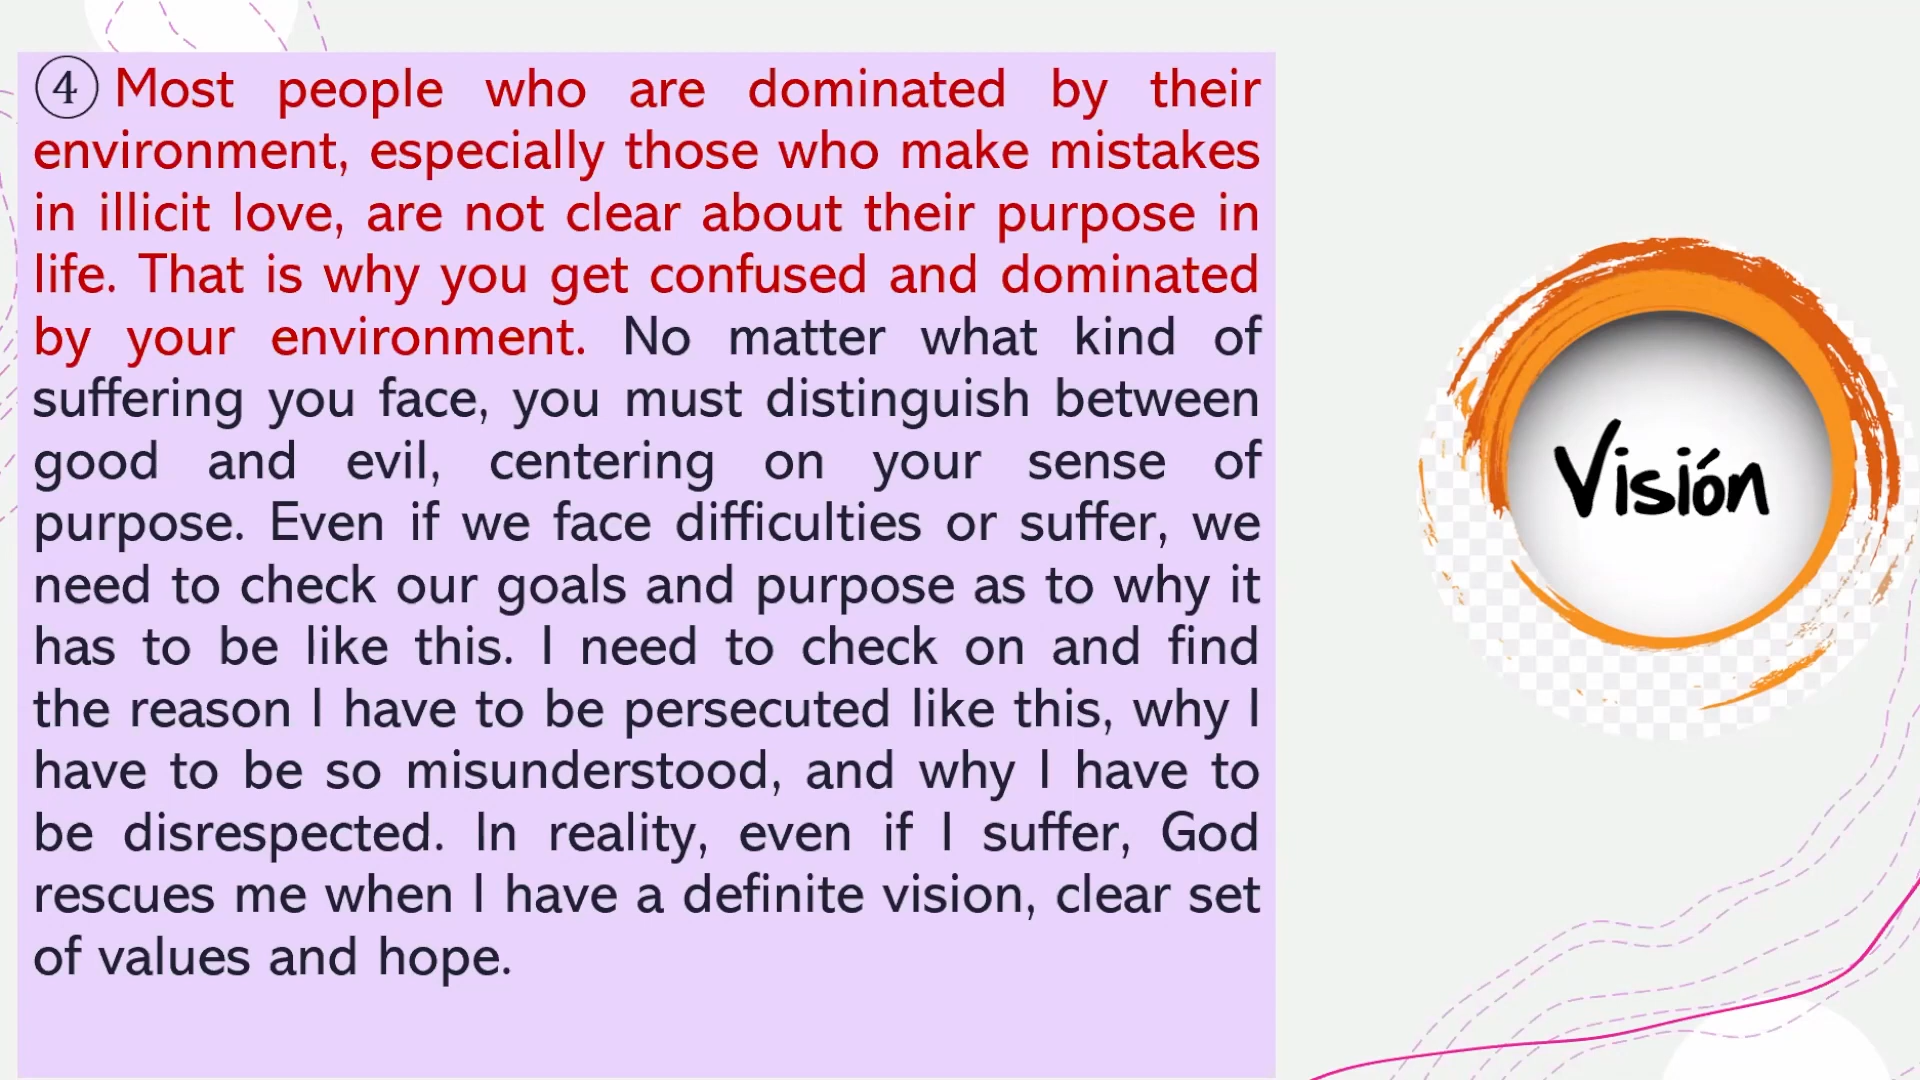 ④ Most people who are dominated by their
environment, especially those who make mistakes
in illicit love, are not clear about their purpose in
life. That is why you get confused and dominated
by your environment. No matter what kind of
suffering you face, you must distinguish between
good and evil, centering on your sense of
purpose. Even if we face difficulties or suffer, we
need to check our goals and purpose as to why it
has to be like this. I need to check on and find
the reason I have to be persecuted like this, why I
have to be so misunderstood, and why I have to
be disrespected. In reality, even if I suffer, God
rescues me when I have a definite vision, clear set
of values and hope.
Visión